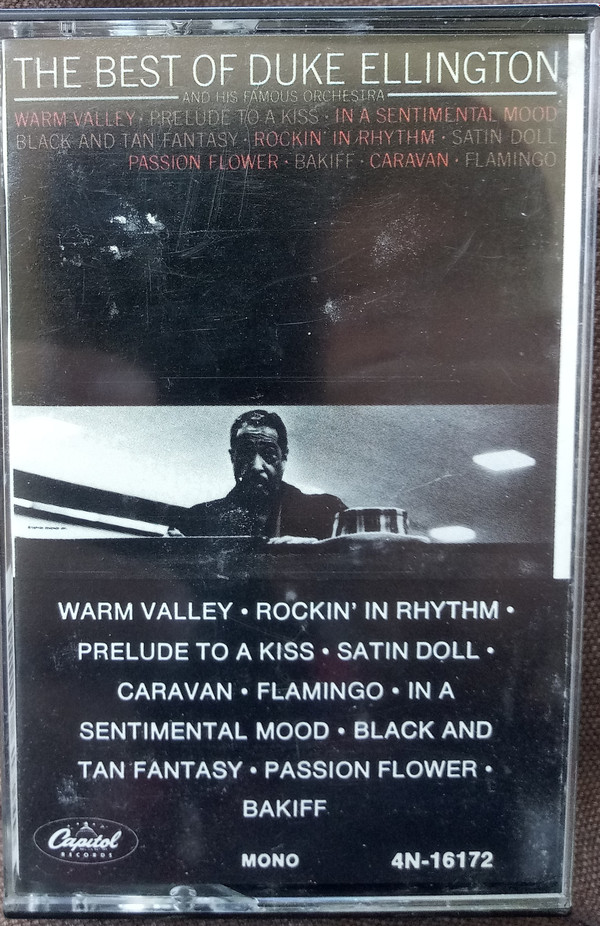 THE BEST OF DUKE ELLINGTON
AND HIS FAMOUS ORCHESTRA
WARM VALLEY · PRELUDE TO A KISS · IN A SENTIMENTAL MOOD
BLACK AND TAN FANTASY · ROCKIN' IN RHYTHM · SATIN DOLL
PASSION FLOWER · BAKIFF · CARAVAN · FLAMINGO
WARM VALLEY • ROCKIN' IN RHYTHM •
PRELUDE TO A KISS • SATIN DOLL •
CARAVAN • FLAMINGO • IN A
SENTIMENTAL MOOD • BLACK AND
TAN FANTASY • PASSION FLOWER •
BAKIFF
Capitol
RECORDS
MONO 4N-16172